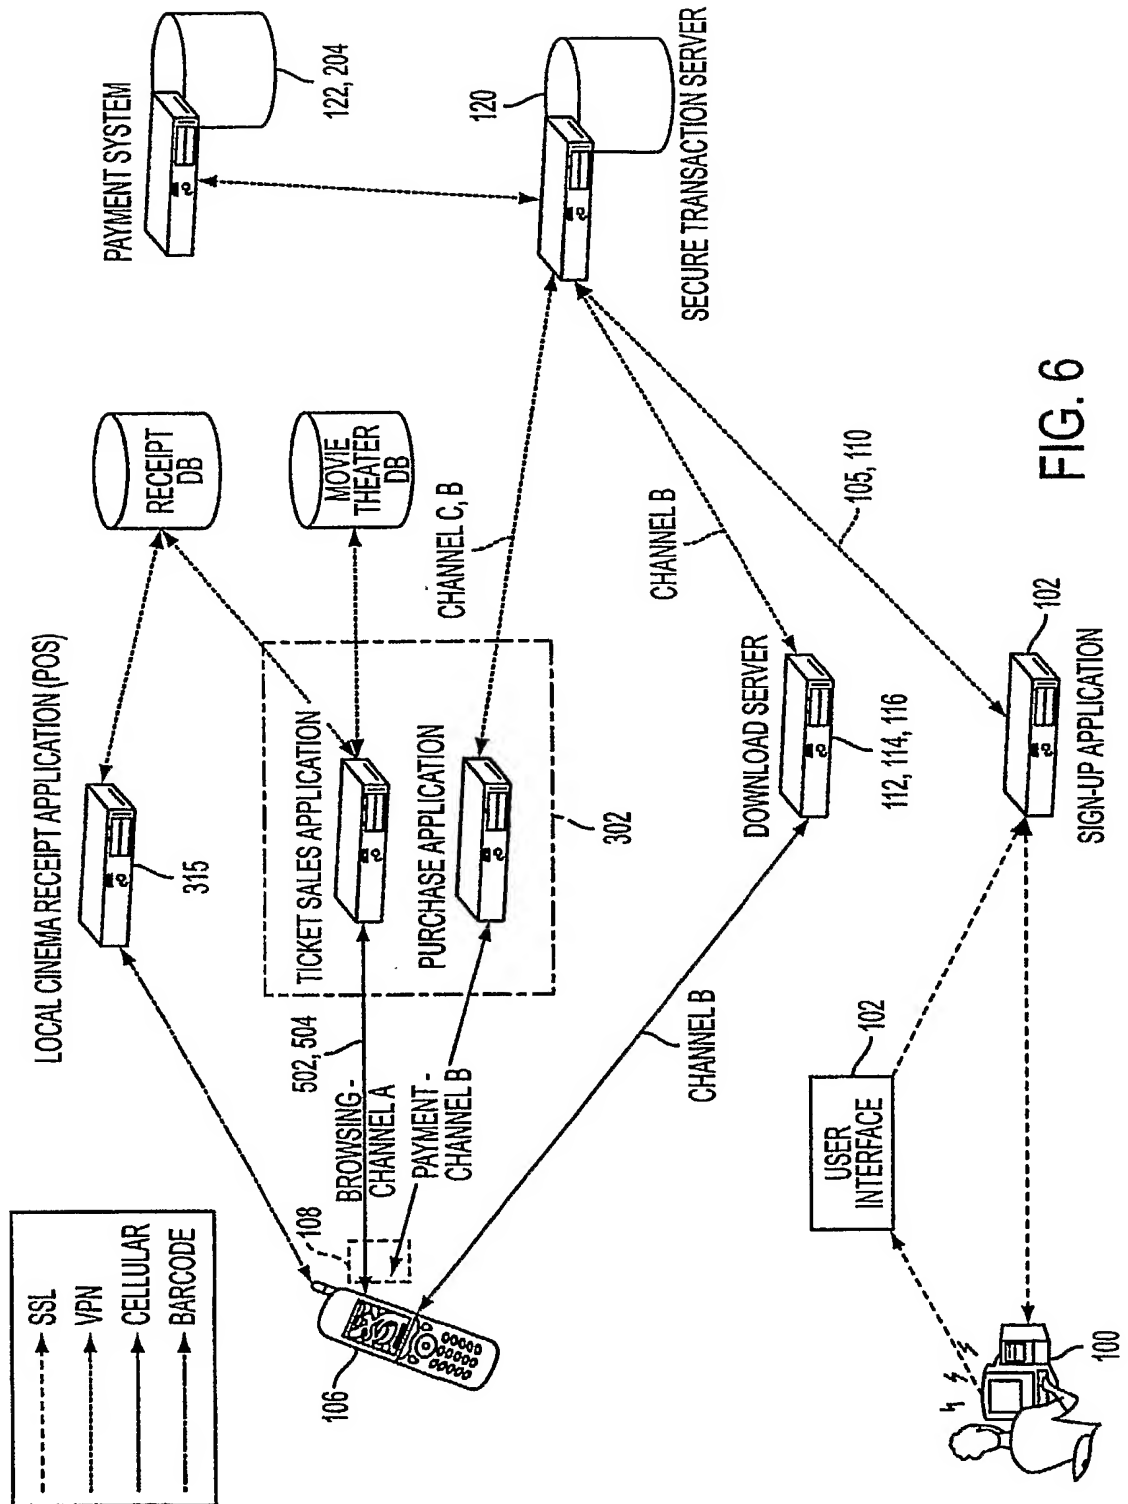 SSL
VPN
CELLULAR
BARCODE
LOCAL CINEMA RECEIPT APPLICATION (POS)
315
RECEIPT
DB
PAYMENT SYSTEM
122, 204
106
108
BROWSING -
CHANNEL A
502, 504
PAYMENT -
CHANNEL B
TICKET SALES APPLICATION
PURCHASE APPLICATION
302
MOVIE
THEATER
DB
CHANNEL C, B
120
SECURE TRANSACTION SERVER
CHANNEL B
DOWNLOAD SERVER
112, 114, 116
CHANNEL B
105, 110
100
USER
INTERFACE
102
102
SIGN-UP APPLICATION
FIG. 6